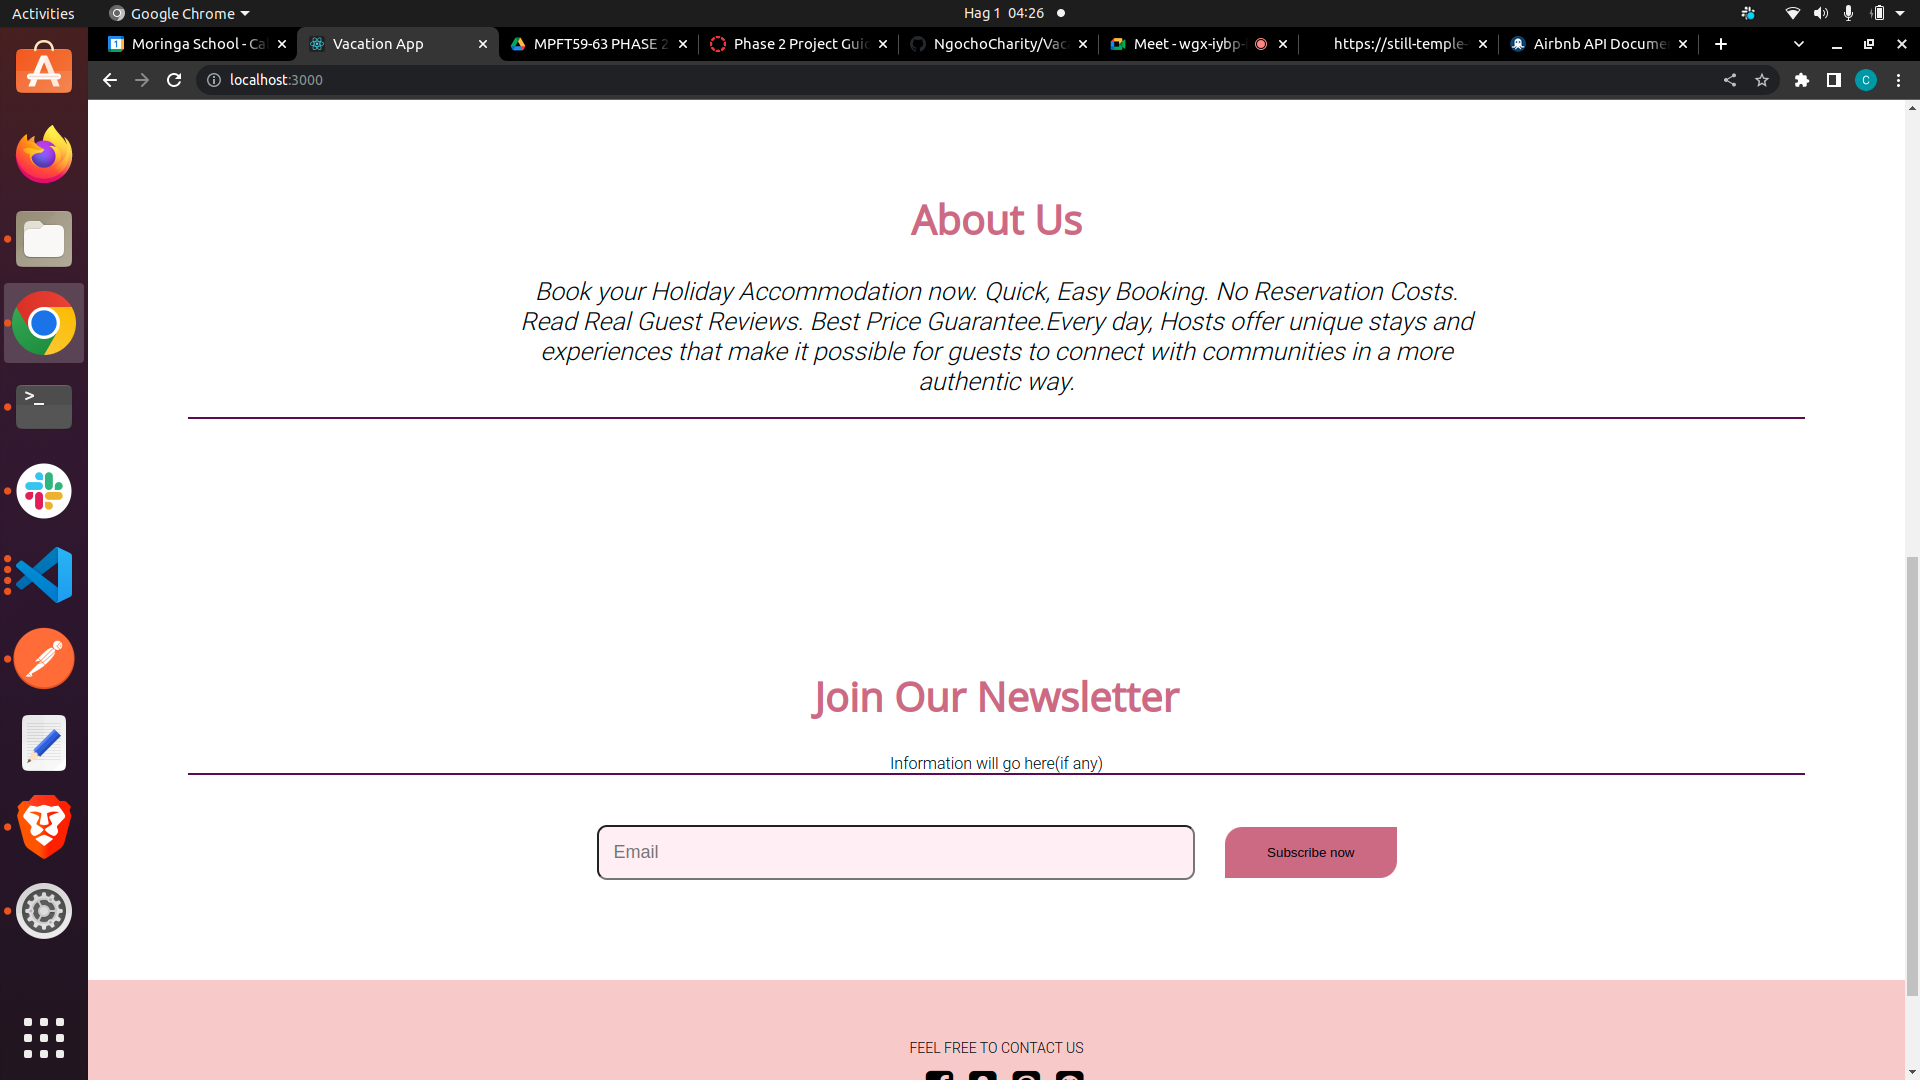 Activities
Google Chrome
Hag 1 04:26
Moringa School - Ca
Vacation App
MPFT59-63 PHASE 2
Phase 2 Project Guid
NgochoCharity/Vac
Meet - wgx-iybp-
https://still-temple-
Airbnb API Docume
localhost:3000
C
About Us
Book your Holiday Accommodation now. Quick, Easy Booking. No Reservation Costs.
Read Real Guest Reviews. Best Price Guarantee.Every day, Hosts offer unique stays and
experiences that make it possible for guests to connect with communities in a more
authentic way.
Join Our Newsletter
Information will go here(if any)
Email
Subscribe now
FEEL FREE TO CONTACT US